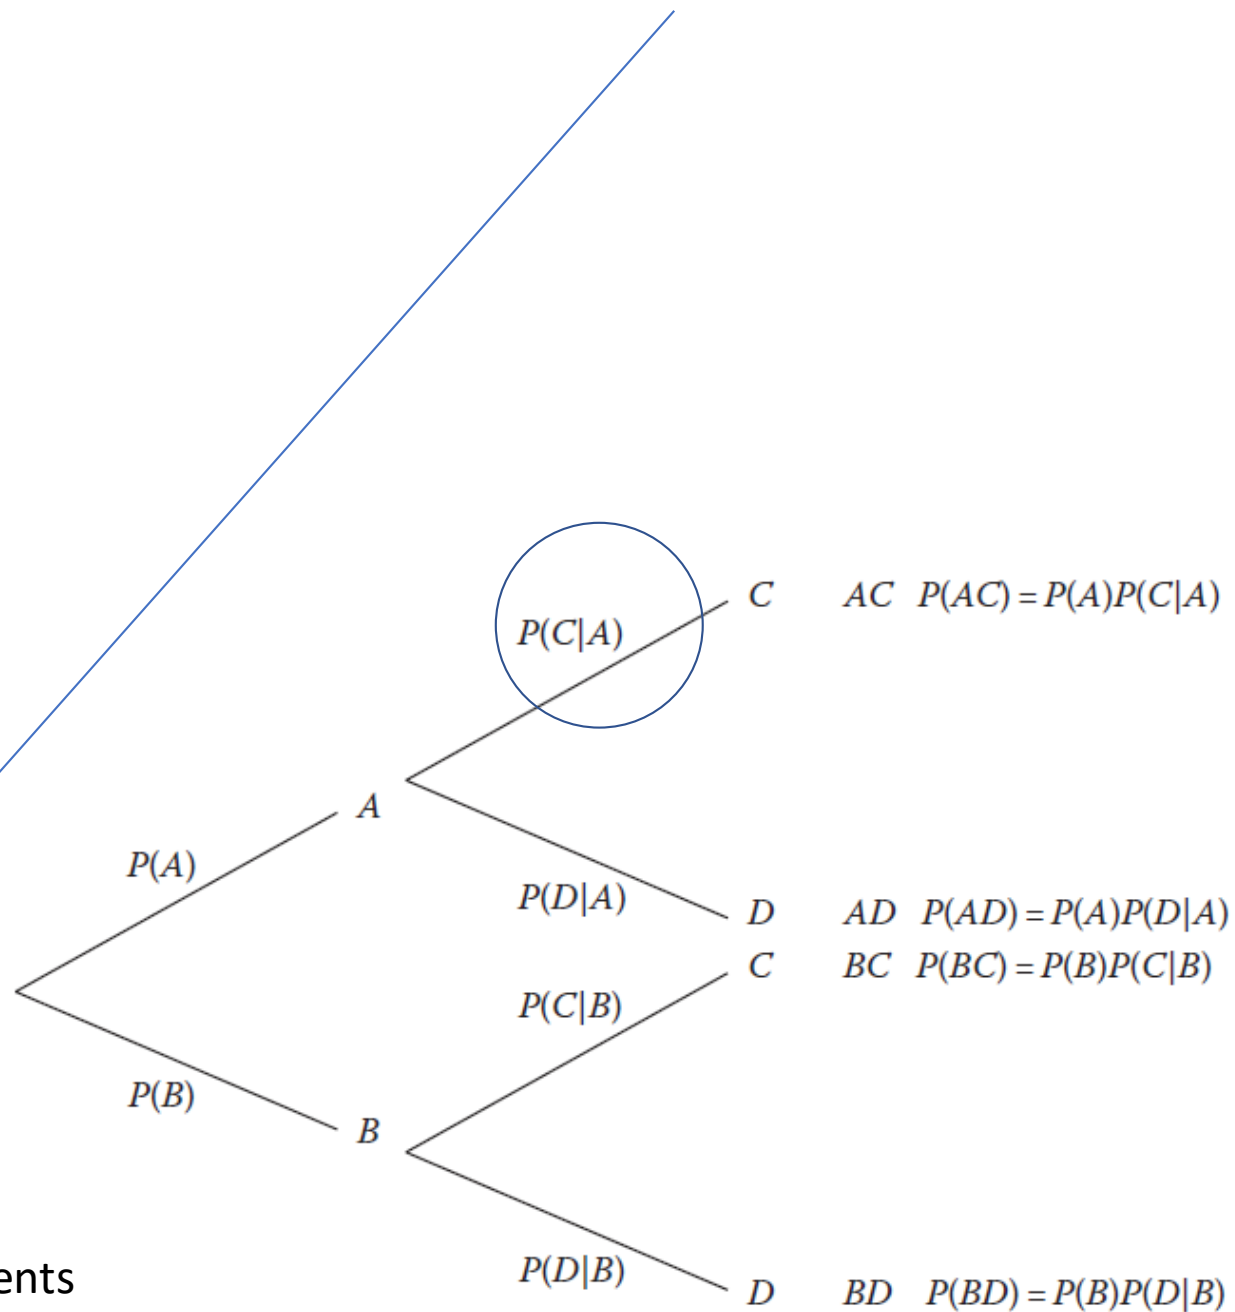 C AC P(AC) = P(A)P(C|A)
P(C|A)
A
P(A)
P(D|A)
D AD P(AD) = P(A)P(D|A)
C BC P(BC) = P(B)P(C|B)
P(C|B)
P(B)
B
P(D|B)
ents
D BD P(BD) = P(B)P(D|B)